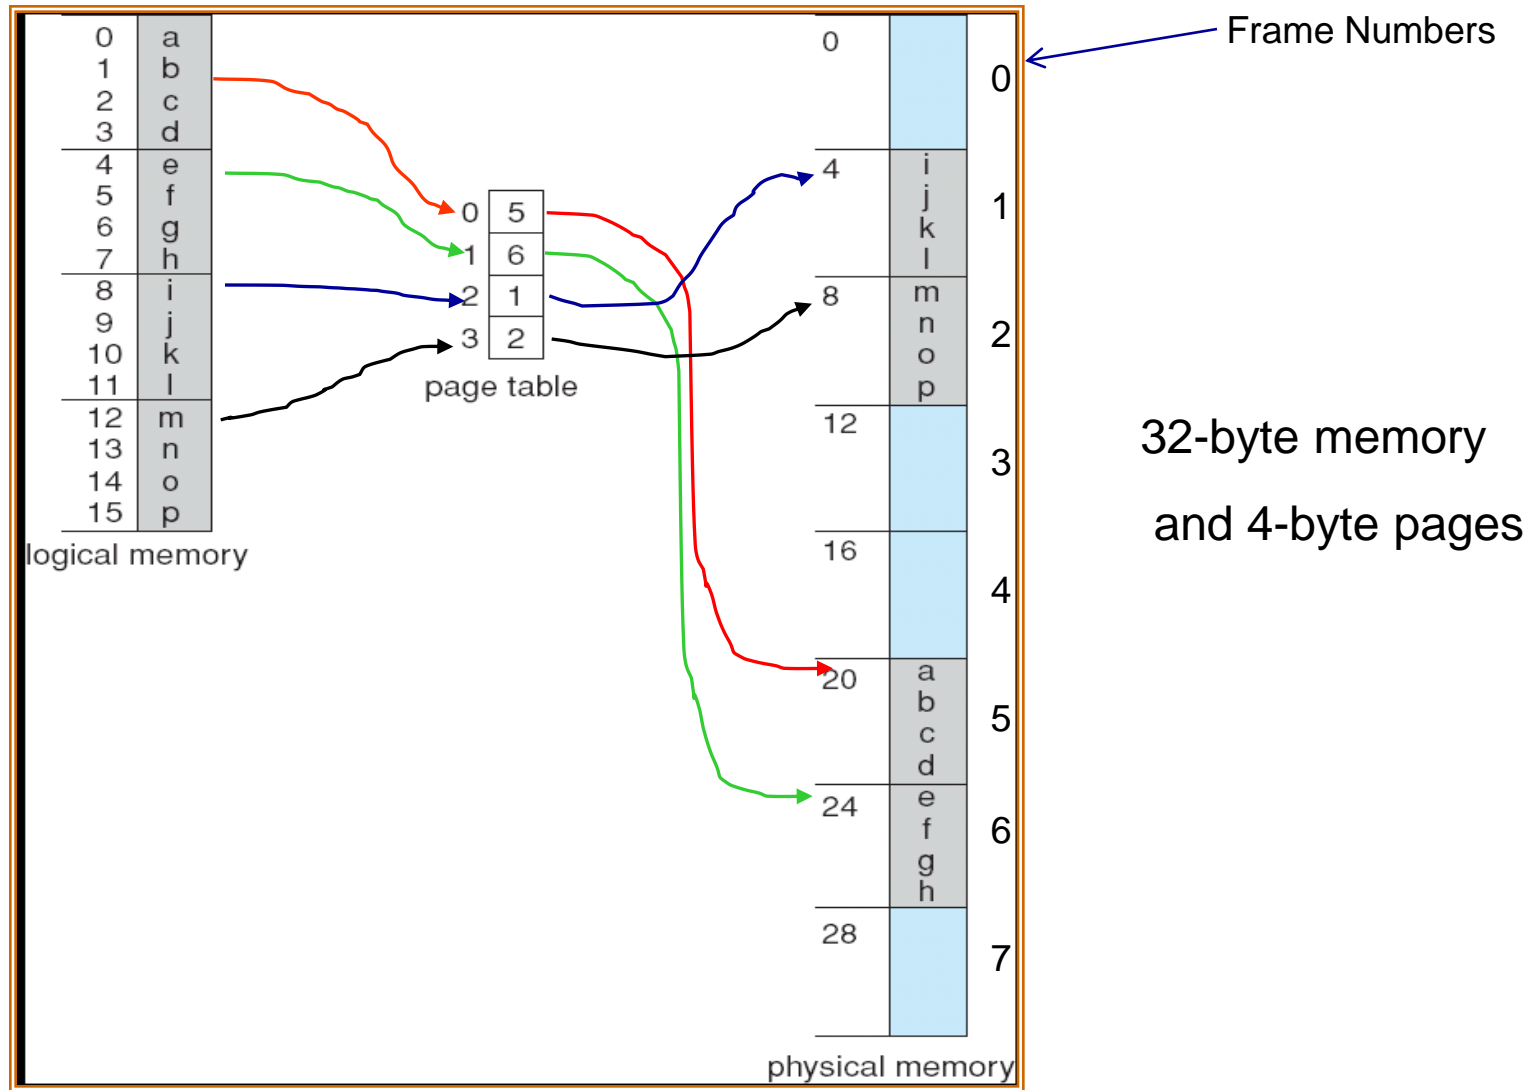 Frame Numbers
0 a
1 b
2 c
3 d
4 e
5 f
6 g
7 h
8 i
9 j
10 k
11 l
12 m
13 n
14 o
15 p
logical memory
0 5
1 6
2 1
3 2
page table
0
0
4 i
j
k
l
1
8 m
n
o
p
2
12
3
16
4
20 a
b
c
d
5
24 e
f
g
h
6
28
7
physical memory
32-byte memory
and 4-byte pages